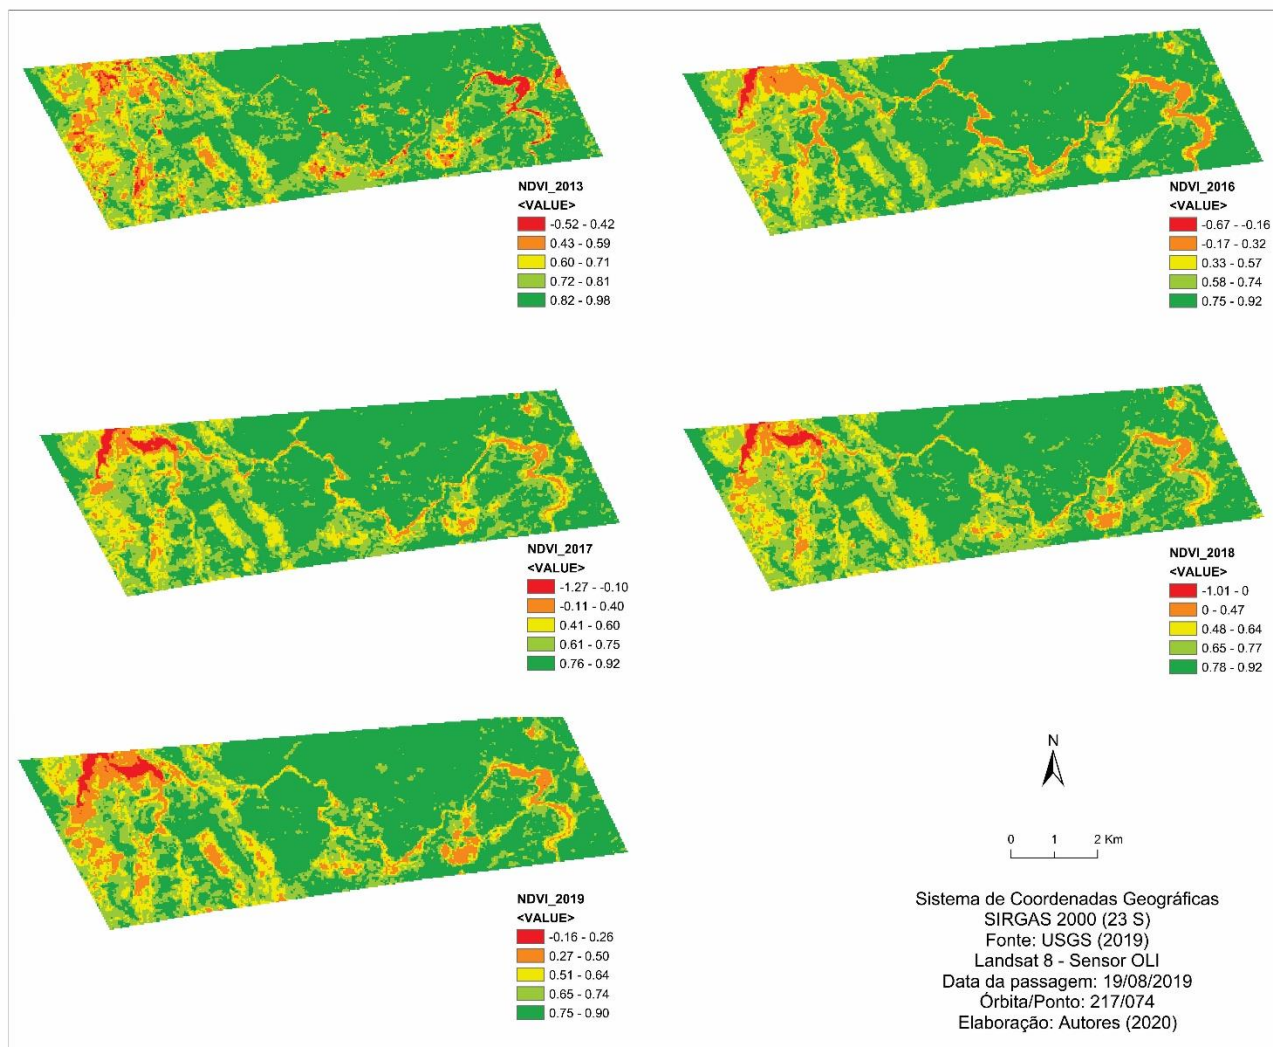 NDVI_2013
<VALUE>
-0.52 - 0.42
0.43 - 0.59
0.60 - 0.71
0.72 - 0.81
0.82 - 0.98
NDVI_2016
<VALUE>
-0.67 - -0.16
-0.17 - 0.32
0.33 - 0.57
0.58 - 0.74
0.75 - 0.92
NDVI_2017
<VALUE>
-1.27 - -0.10
-0.11 - 0.40
0.41 - 0.60
0.61 - 0.75
0.76 - 0.92
NDVI_2018
<VALUE>
-1.01 - 0
0 - 0.47
0.48 - 0.64
0.65 - 0.77
0.78 - 0.92
NDVI_2019
<VALUE>
-0.16 - 0.26
0.27 - 0.50
0.51 - 0.64
0.65 - 0.74
0.75 - 0.90
N
0 1 2 Km
Sistema de Coordenadas Geográficas
SIRGAS 2000 (23 S)
Fonte: USGS (2019)
Landsat 8 - Sensor OLI
Data da passagem: 19/08/2019
Órbita/Ponto: 217/074
Elaboração: Autores (2020)